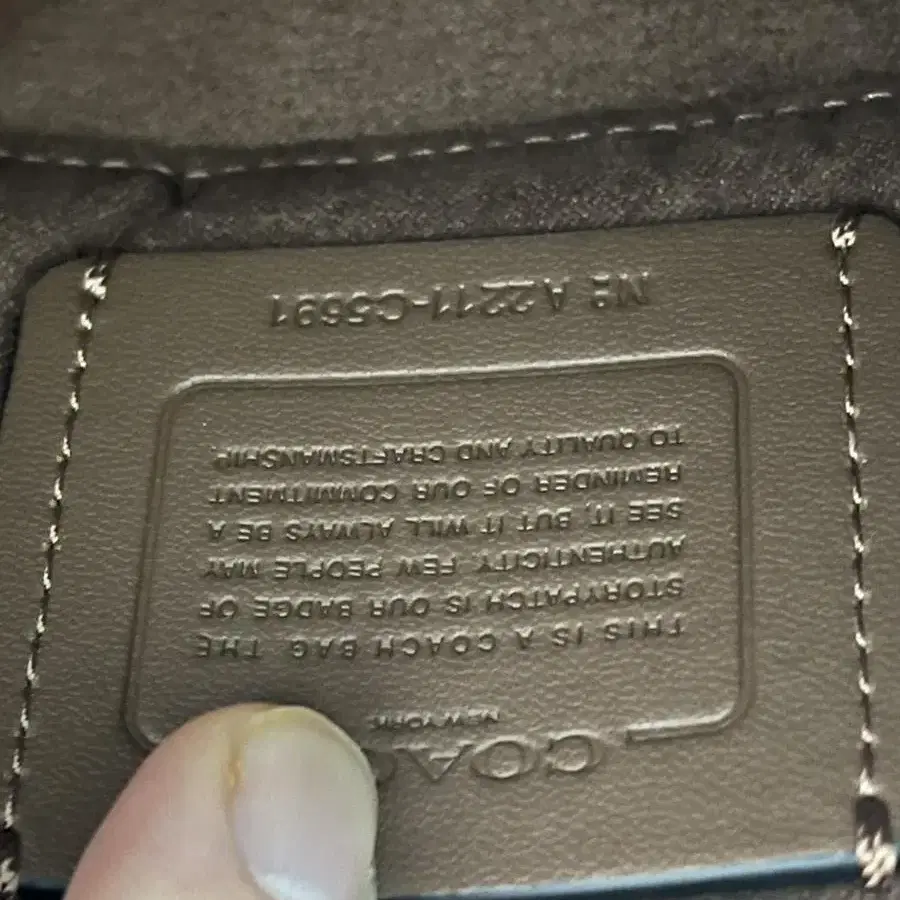 COAC
NEW YORK
THIS IS A COACH BAG. THE
STORYPATCH IS OUR BADGE OF
AUTHENTICITY. FEW PEOPLE MAY
SEE IT, BUT IT WILL ALWAYS BE A
REMINDER OF OUR COMMITMENT
TO QUALITY AND CRAFTSMANSHIP.
Nº A2211-C5691